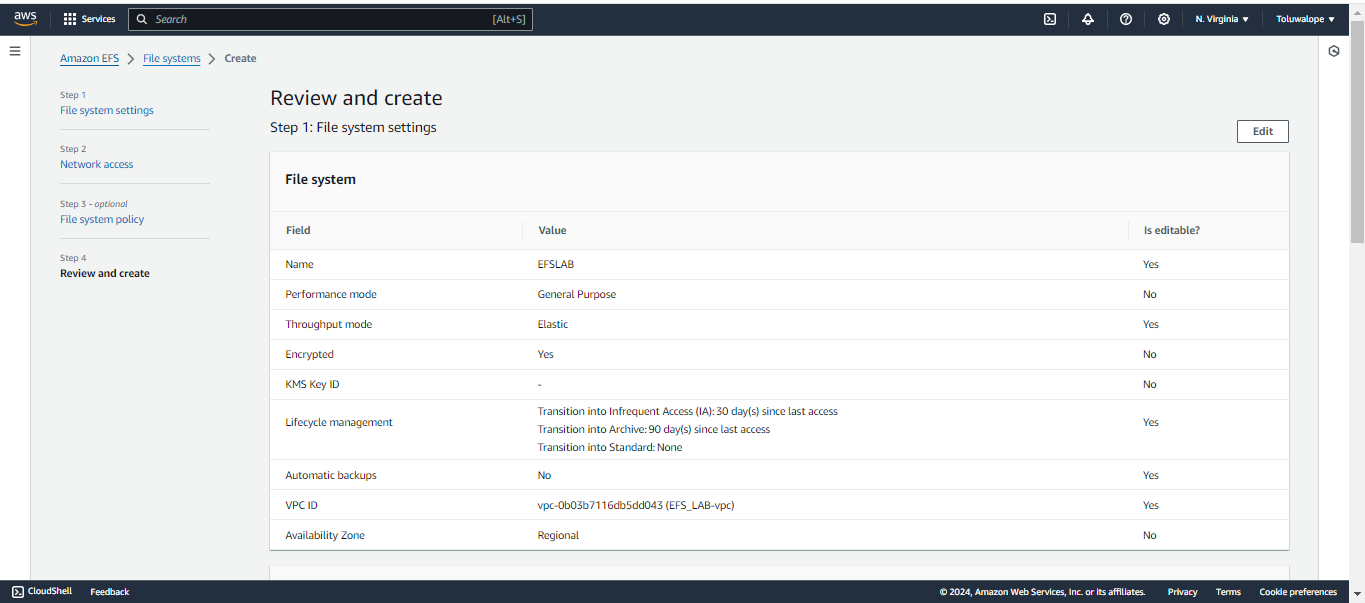 aws Services Search [Alt+S] N. Virginia Toluwalope
Amazon EFS File systems Create
Step 1
File system settings
Step 2
Network access
Step 3 - optional
File system policy
Step 4
Review and create
Review and create
Step 1: File system settings
Edit
File system
Field Value Is editable?
Name EFSLAB Yes
Performance mode General Purpose No
Throughput mode Elastic Yes
Encrypted Yes No
KMS Key ID - No
Lifecycle management Transition into Infrequent Access (IA): 30 day(s) since last access Yes
Transition into Archive: 90 day(s) since last access
Transition into Standard: None
Automatic backups No Yes
VPC ID vpc-0b03b7116db5dd043 (EFS_LAB-vpc) Yes
Availability Zone Regional No
CloudShell Feedback © 2024, Amazon Web Services, Inc. or its affiliates. Privacy Terms Cookie preferences